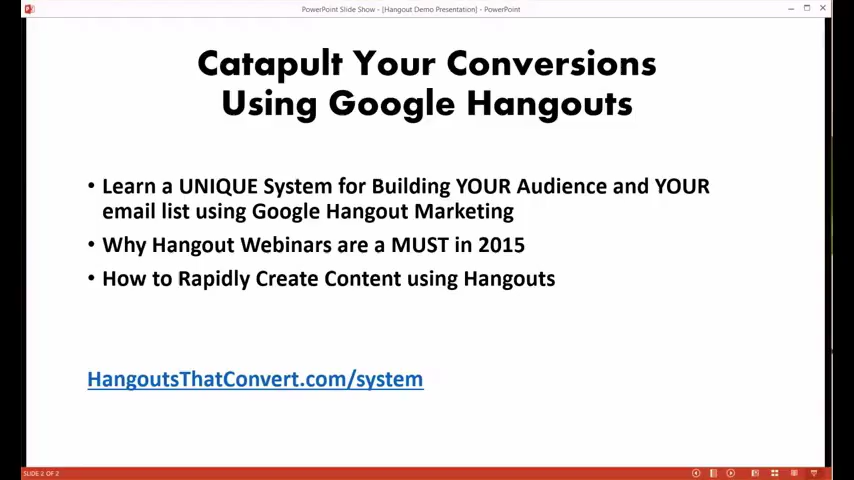 PowerPoint Slide Show - [Hangout Demo Presentation] - PowerPoint
Catapult Your Conversions
Using Google Hangouts
• Learn a UNIQUE System for Building YOUR Audience and YOUR
email list using Google Hangout Marketing
• Why Hangout Webinars are a MUST in 2015
• How to Rapidly Create Content using Hangouts
HangoutsThatConvert.com/system
SLIDE 2 OF 2